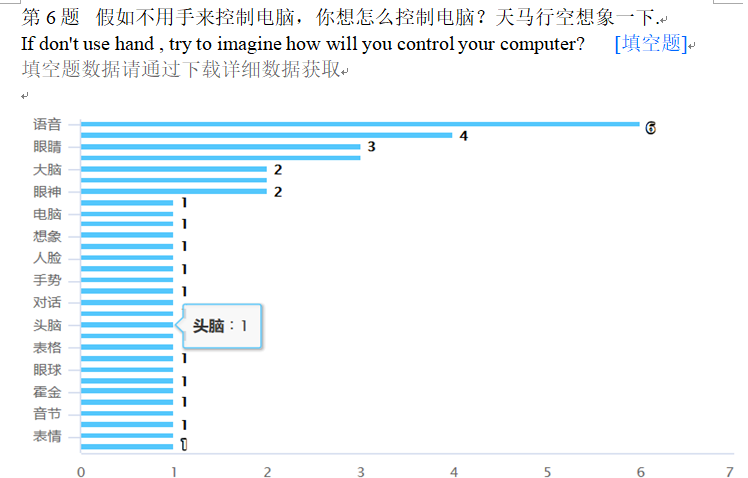 第 6 题 假如不用手来控制电脑，你想怎么控制电脑？天马行空想象一下.
If don't use hand , try to imagine how will you control your computer? [填空题]
填空题数据请通过下载详细数据获取
语音 6
4
眼睛 3
大脑 2
眼神 2
1
电脑
1
想象
1
人脸
1
手势
1
对话
头脑 头脑：1
表格
1
眼球
1
霍金
1
音节
1
表情
1
0 1 2 3 4 5 6 7